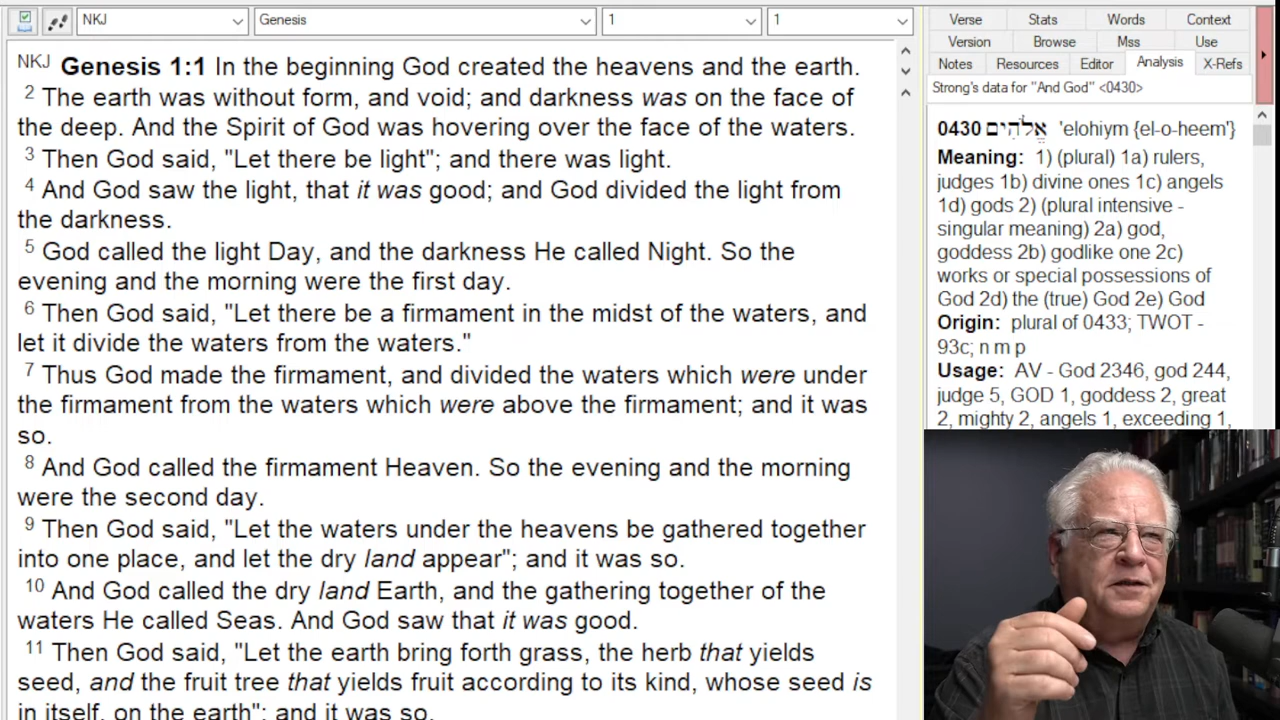 NKJ Genesis 1 1
NKJ Genesis 1:1 In the beginning God created the heavens and the earth.
2 The earth was without form, and void; and darkness was on the face of
the deep. And the Spirit of God was hovering over the face of the waters.
3 Then God said, "Let there be light"; and there was light.
4 And God saw the light, that it was good; and God divided the light from
the darkness.
5 God called the light Day, and the darkness He called Night. So the
evening and the morning were the first day.
6 Then God said, "Let there be a firmament in the midst of the waters, and
let it divide the waters from the waters."
7 Thus God made the firmament, and divided the waters which were under
the firmament from the waters which were above the firmament; and it was
so.
8 And God called the firmament Heaven. So the evening and the morning
were the second day.
9 Then God said, "Let the waters under the heavens be gathered together
into one place, and let the dry land appear"; and it was so.
10 And God called the dry land Earth, and the gathering together of the
waters He called Seas. And God saw that it was good.
11 Then God said, "Let the earth bring forth grass, the herb that yields
seed, and the fruit tree that yields fruit according to its kind, whose seed is
in itself, on the earth"; and it was so.
Verse Stats Words Context
Version Browse Mss Use
Notes Resources Editor Analysis X-Refs
Strong's data for "And God" <0430>
0430 אֱלֹהִים 'elohiym {el-o-heem'}
Meaning: 1) (plural) 1a) rulers,
judges 1b) divine ones 1c) angels
1d) gods 2) (plural intensive -
singular meaning) 2a) god,
goddess 2b) godlike one 2c)
works or special possessions of
God 2d) the (true) God 2e) God
Origin: plural of 0433; TWOT -
93c; n m p
Usage: AV - God 2346, god 244,
judge 5, GOD 1, goddess 2, great
2, mighty 2, angels 1, exceeding 1,